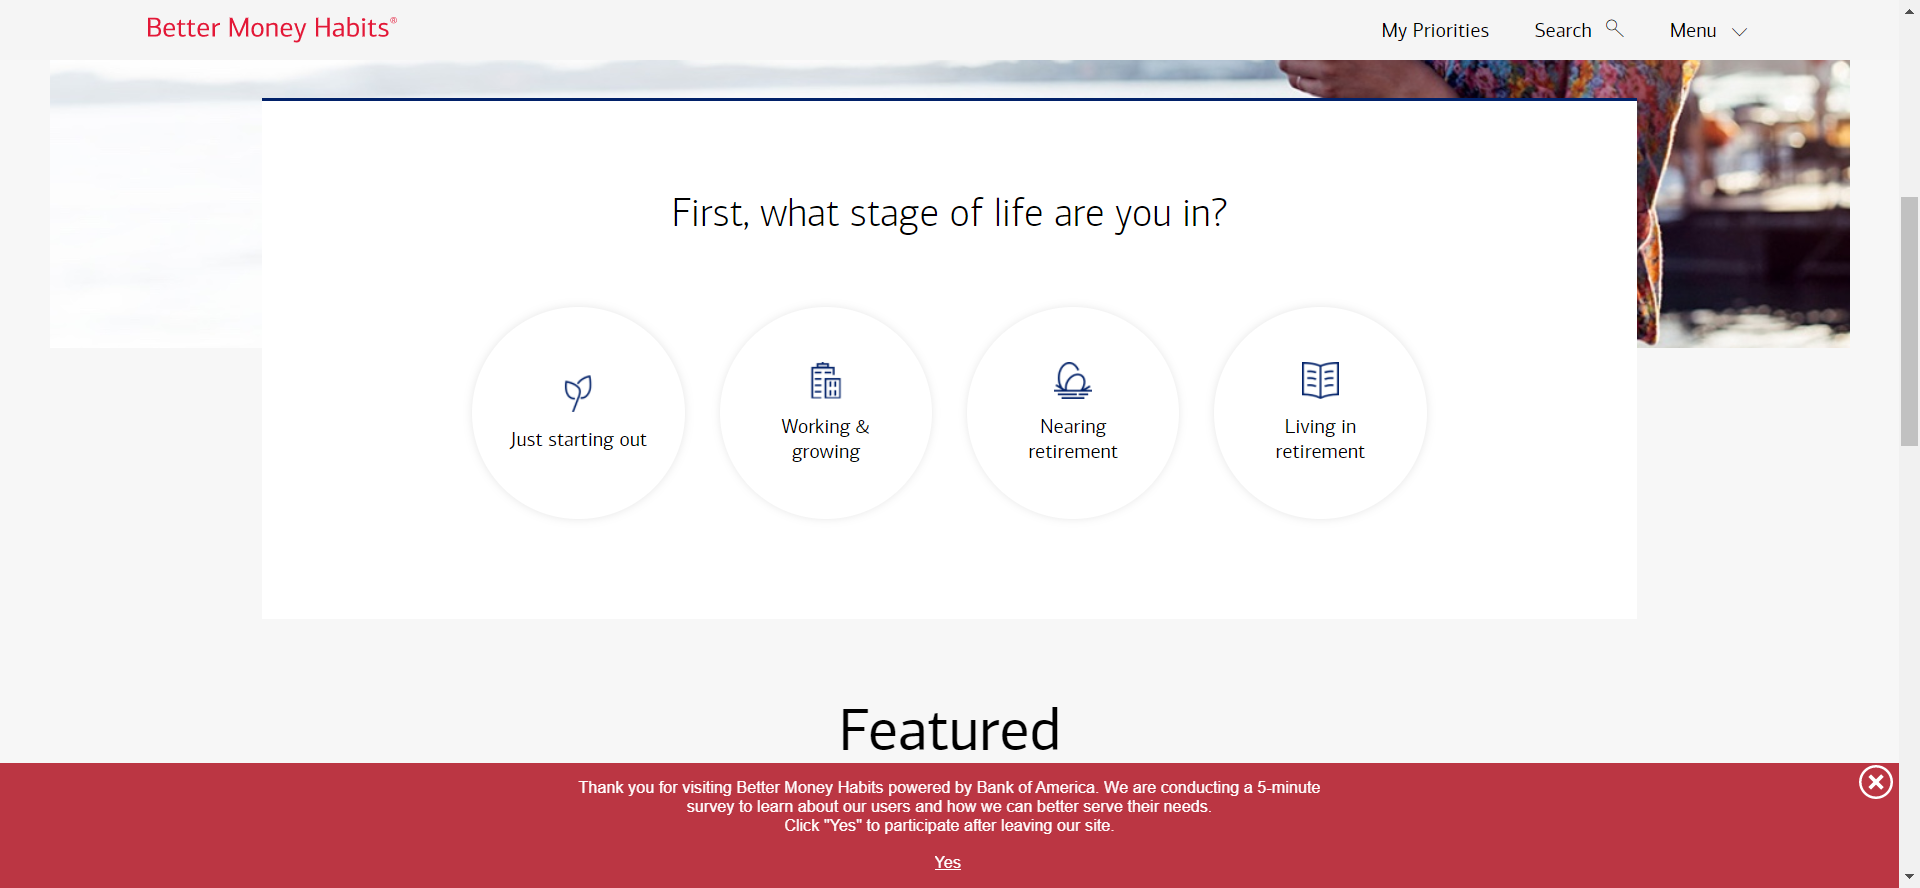 Better Money Habits®
My Priorities
Search
Menu
First, what stage of life are you in?
Just starting out
Working &
growing
Nearing
retirement
Living in
retirement
Featured
Thank you for visiting Better Money Habits powered by Bank of America. We are conducting a 5-minute
survey to learn about our users and how we can better serve their needs.
Click "Yes" to participate after leaving our site.
Yes